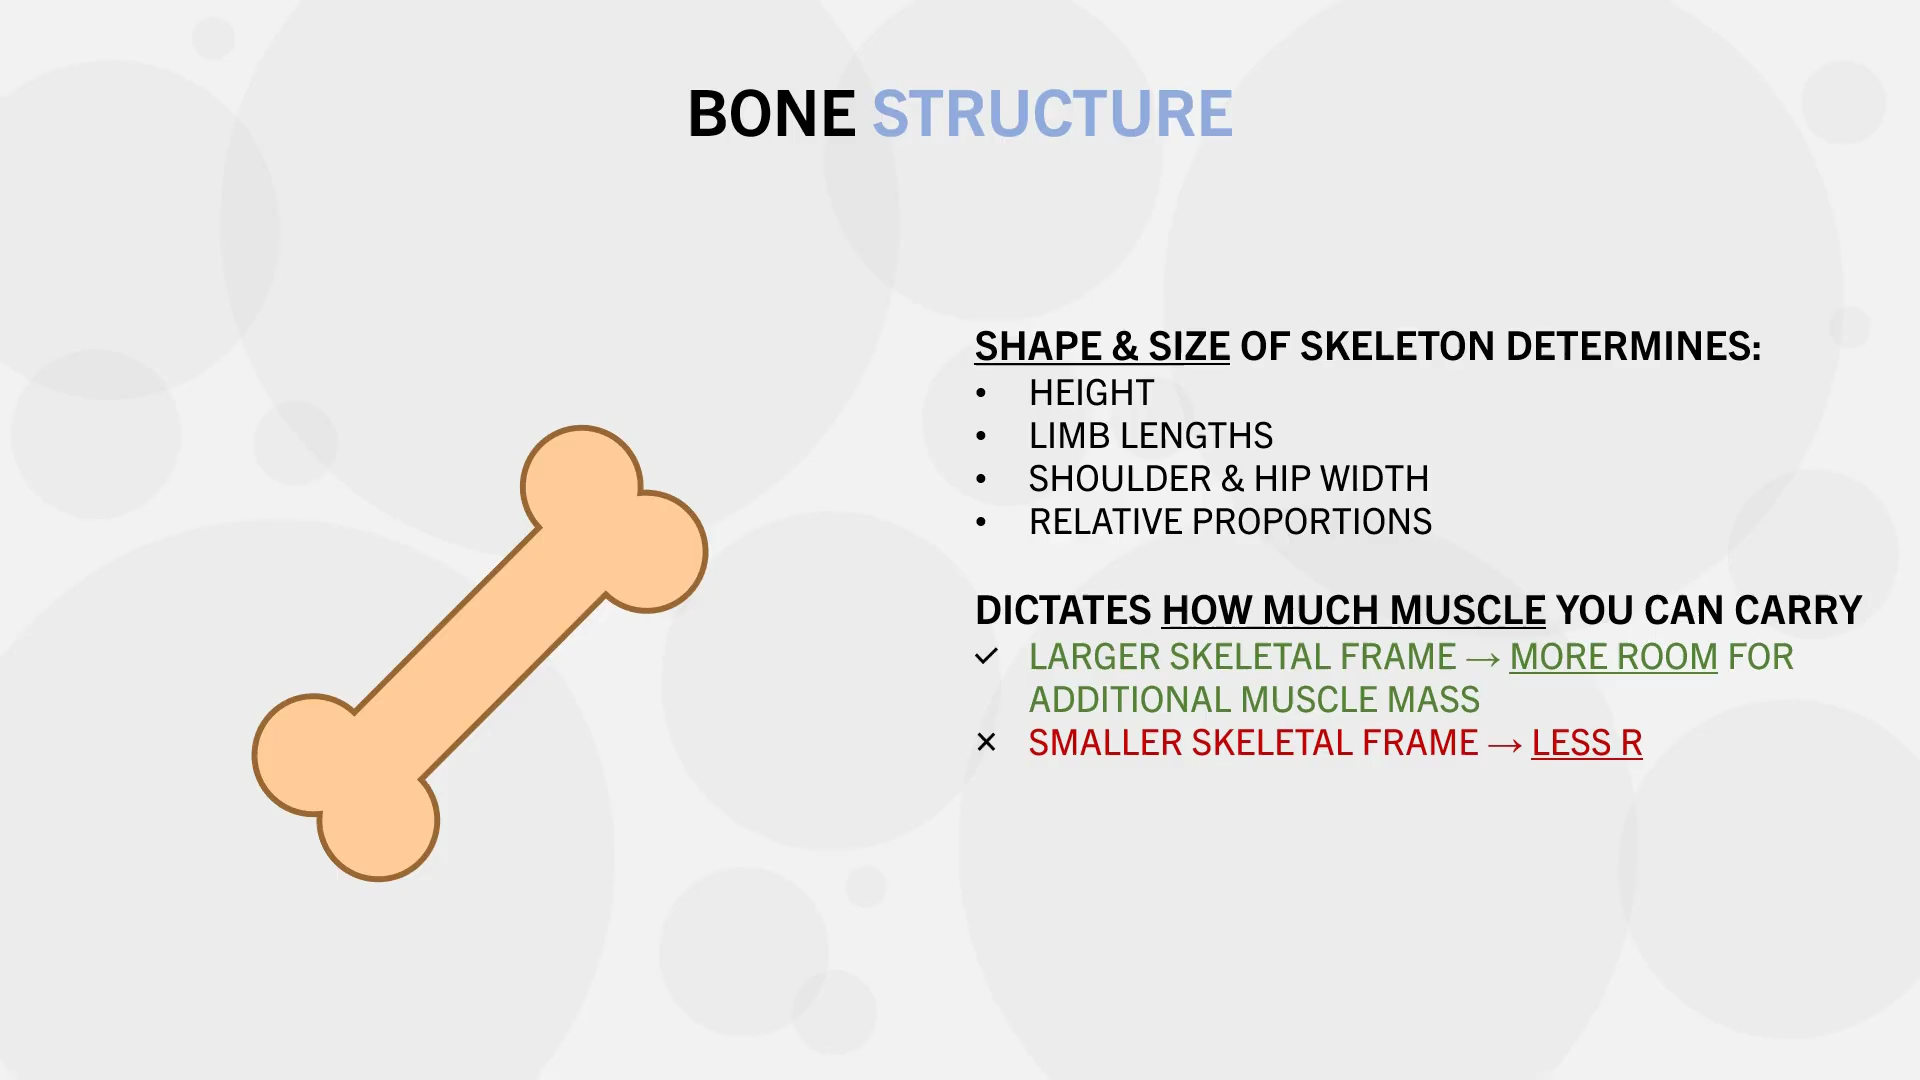 BONE STRUCTURE
SHAPE & SIZE OF SKELETON DETERMINES:
• HEIGHT
• LIMB LENGTHS
• SHOULDER & HIP WIDTH
• RELATIVE PROPORTIONS
DICTATES HOW MUCH MUSCLE YOU CAN CARRY
✓ LARGER SKELETAL FRAME → MORE ROOM FOR
ADDITIONAL MUSCLE MASS
✕ SMALLER SKELETAL FRAME → LESS R